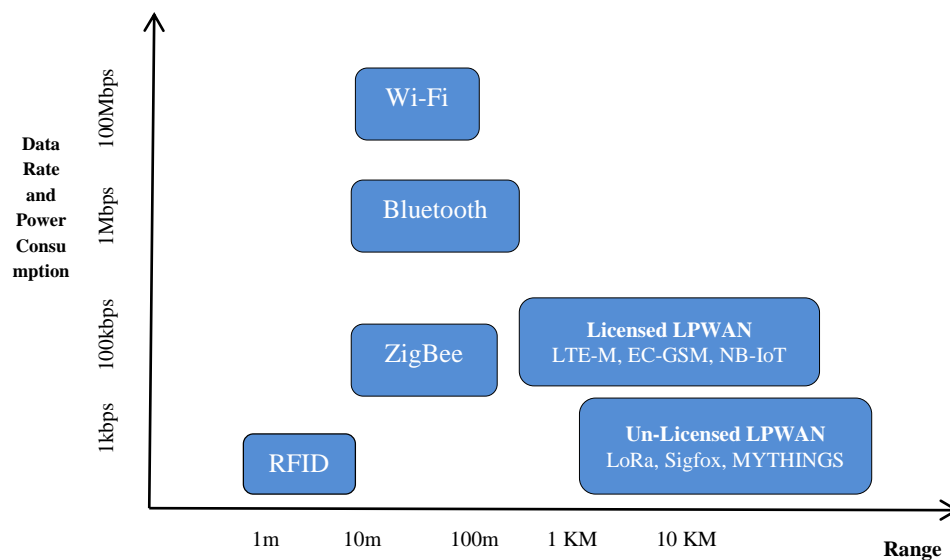 Data
Rate
and
Power
Consu
mption
100Mbps
1Mbps
100kbps
1kbps
Wi-Fi
Bluetooth
ZigBee
Licensed LPWAN
LTE-M, EC-GSM, NB-IoT
RFID
Un-Licensed LPWAN
LoRa, Sigfox, MYTHINGS
1m
10m
100m
1 KM
10 KM
Range